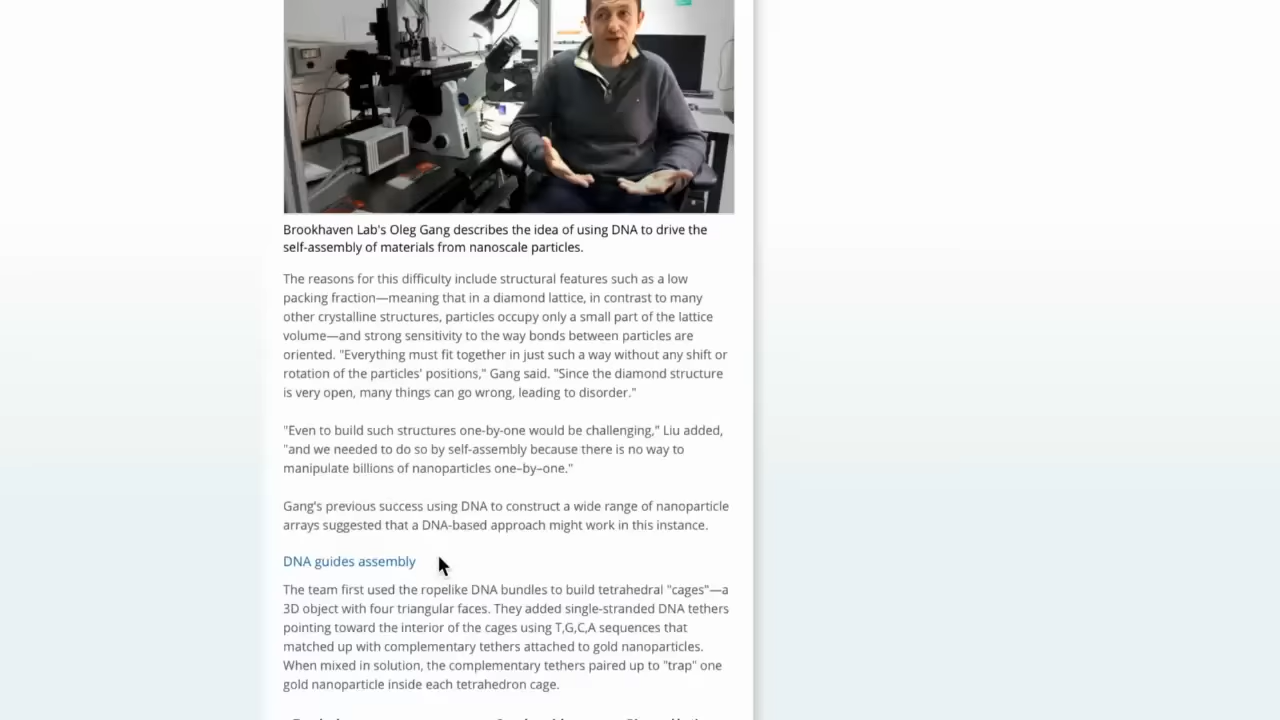 Brookhaven Lab's Oleg Gang describes the idea of using DNA to drive the
self-assembly of materials from nanoscale particles.
The reasons for this difficulty include structural features such as a low
packing fraction—meaning that in a diamond lattice, in contrast to many
other crystalline structures, particles occupy only a small part of the lattice
volume—and strong sensitivity to the way bonds between particles are
oriented. "Everything must fit together in just such a way without any shift or
rotation of the particles' positions," Gang said. "Since the diamond structure
is very open, many things can go wrong, leading to disorder."
"Even to build such structures one-by-one would be challenging," Liu added,
"and we needed to do so by self-assembly because there is no way to
manipulate billions of nanoparticles one–by–one."
Gang's previous success using DNA to construct a wide range of nanoparticle
arrays suggested that a DNA-based approach might work in this instance.
DNA guides assembly
The team first used the ropelike DNA bundles to build tetrahedral "cages"—a
3D object with four triangular faces. They added single-stranded DNA tethers
pointing toward the interior of the cages using T,G,C,A sequences that
matched up with complementary tethers attached to gold nanoparticles.
When mixed in solution, the complementary tethers paired up to "trap" one
gold nanoparticle inside each tetrahedron cage.